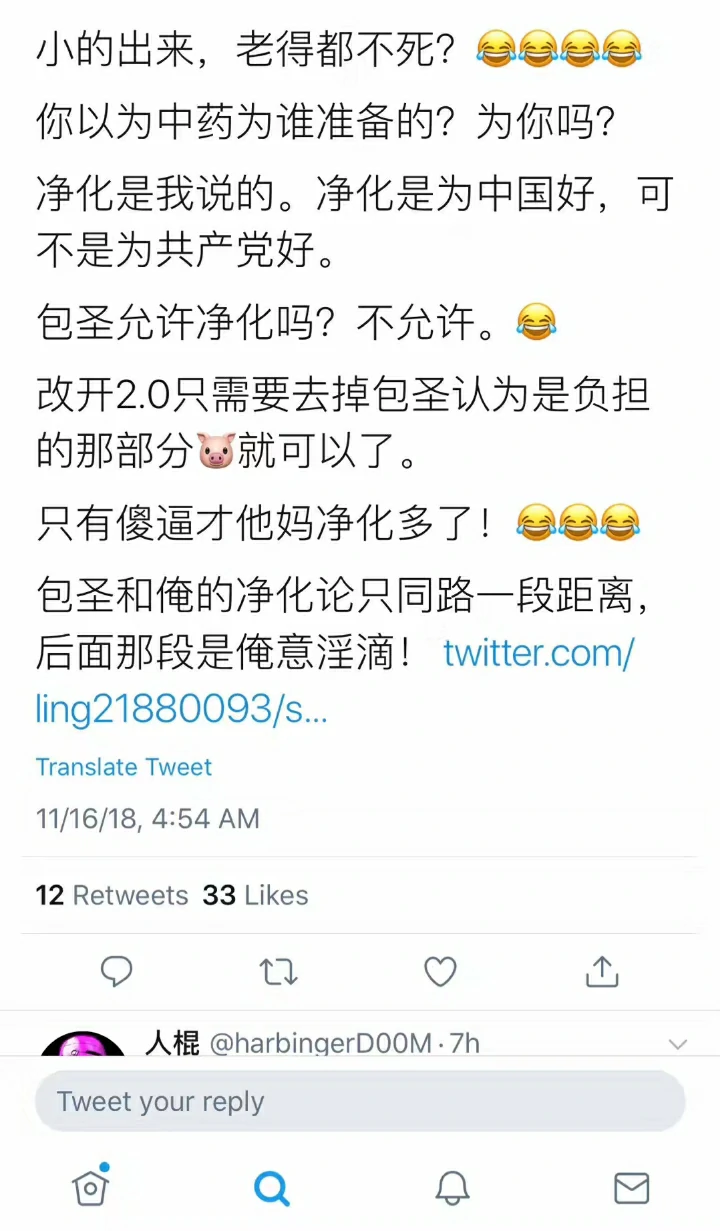 小的出来，老得都不死？😂😂😂😂
你以为中药为谁准备的？为你吗？
净化是我说的。净化是为中国好，可
不是为共产党好。
包圣允许净化吗？不允许。😂
改开2.0只需要去掉包圣认为是负担
的那部分🐷就可以了。
只有傻逼才他妈净化多了！😂😂😂
包圣和俺的净化论只同路一段距离，
后面那段是俺意淫滴！ twitter.com/
ling21880093/s...
Translate Tweet
11/16/18, 4:54 AM
12 Retweets 33 Likes
人棍 @harbingerD00M · 7h
Tweet your reply